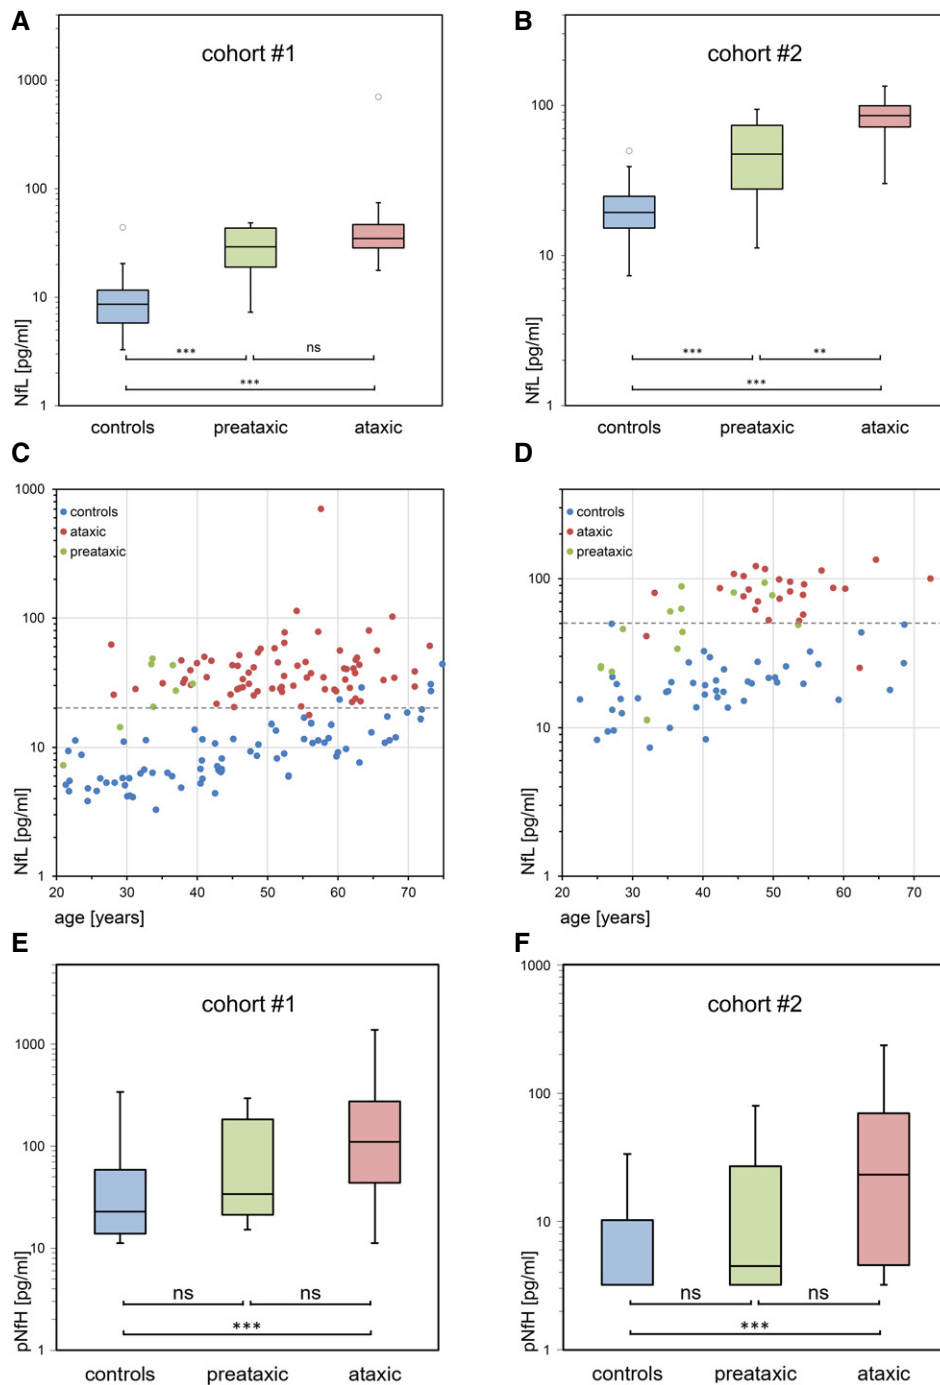 A
cohort #1
1000
100
10
1
NfL [pg/ml]
***
ns
***
controls preataxic ataxic
B
cohort #2
100
10
1
NfL [pg/ml]
***
**
***
controls preataxic ataxic
C
1000
100
10
1
NfL [pg/ml]
controls
ataxic
preataxic
20 30 40 50 60 70
age [years]
D
100
10
1
NfL [pg/ml]
controls
ataxic
preataxic
20 30 40 50 60 70
age [years]
E
cohort #1
1000
100
10
1
pNfH [pg/ml]
ns
ns
***
controls preataxic ataxic
F
cohort #2
1000
100
10
1
pNfH [pg/ml]
ns
ns
***
controls preataxic ataxic